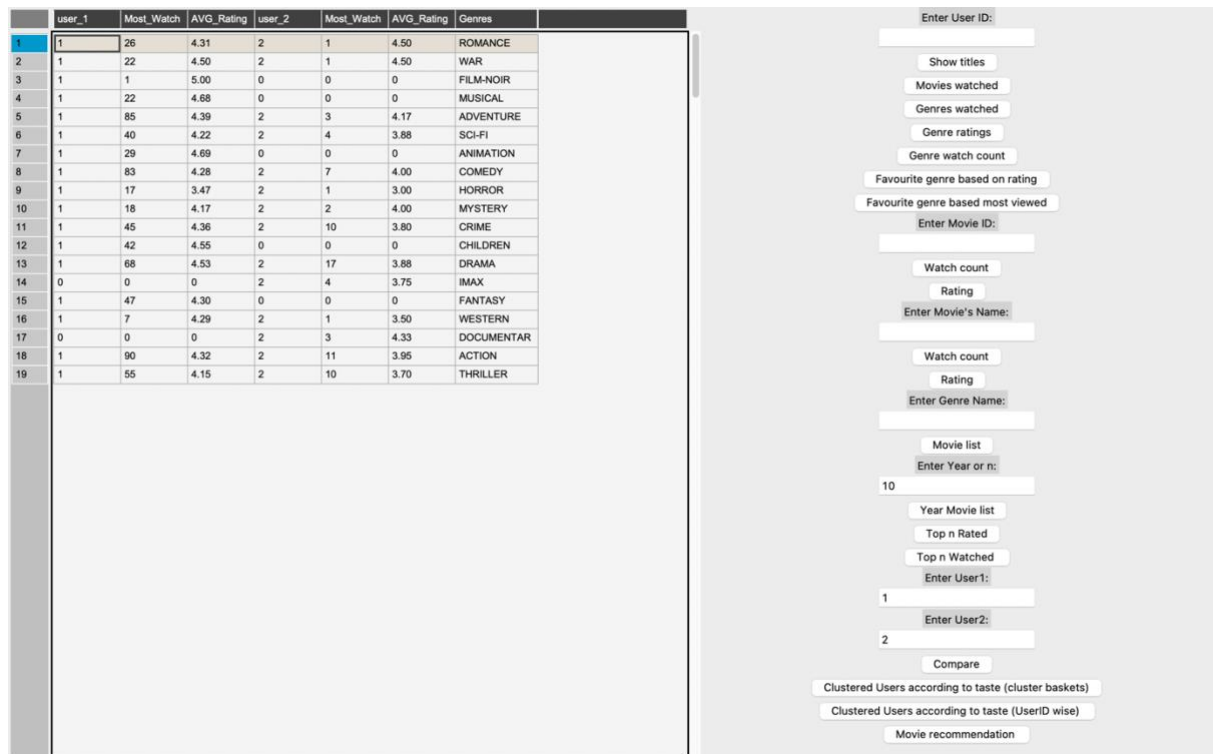 user_1 Most_Watch AVG_Rating user_2 Most_Watch AVG_Rating Genres
1 1 26 4.31 2 1 4.50 ROMANCE
2 1 22 4.50 2 1 4.50 WAR
3 1 1 5.00 0 0 0 FILM-NOIR
4 1 22 4.68 0 0 0 MUSICAL
5 1 85 4.39 2 3 4.17 ADVENTURE
6 1 40 4.22 2 4 3.88 SCI-FI
7 1 29 4.69 0 0 0 ANIMATION
8 1 83 4.28 2 7 4.00 COMEDY
9 1 17 3.47 2 1 3.00 HORROR
10 1 18 4.17 2 2 4.00 MYSTERY
11 1 45 4.36 2 10 3.80 CRIME
12 1 42 4.55 0 0 0 CHILDREN
13 1 68 4.53 2 17 3.88 DRAMA
14 0 0 0 2 4 3.75 IMAX
15 1 47 4.30 0 0 0 FANTASY
16 1 7 4.29 2 1 3.50 WESTERN
17 0 0 0 2 3 4.33 DOCUMENTAR
18 1 90 4.32 2 11 3.95 ACTION
19 1 55 4.15 2 10 3.70 THRILLER
Enter User ID:
Show titles
Movies watched
Genres watched
Genre ratings
Genre watch count
Favourite genre based on rating
Favourite genre based most viewed
Enter Movie ID:
Watch count
Rating
Enter Movie's Name:
Watch count
Rating
Enter Genre Name:
Movie list
Enter Year or n:
10
Year Movie list
Top n Rated
Top n Watched
Enter User1:
1
Enter User2:
2
Compare
Clustered Users according to taste (cluster baskets)
Clustered Users according to taste (UserID wise)
Movie recommendation